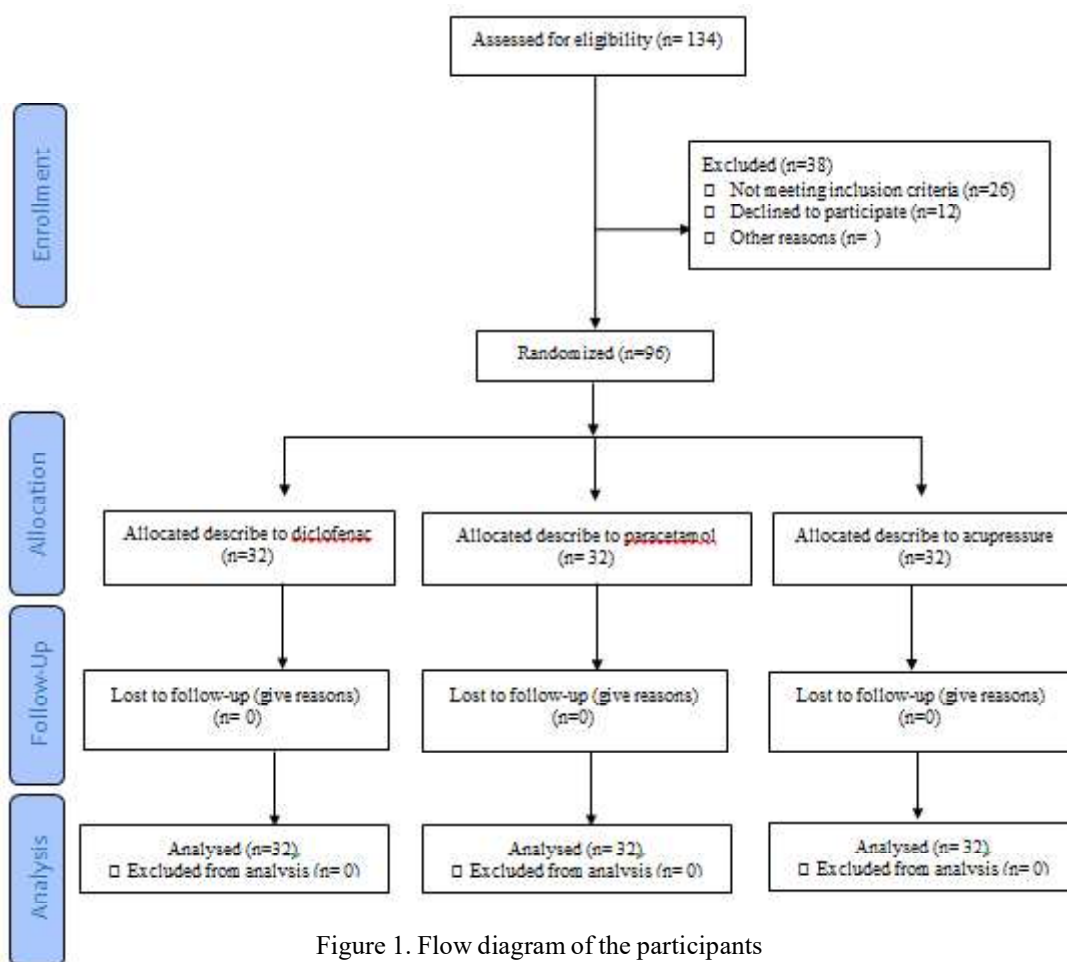 Assessed for eligibility (n= 134)
Enrollment
Excluded (n=38)
□ Not meeting inclusion criteria (n=26)
□ Declined to participate (n=12)
□ Other reasons (n= )
Randomized (n=96)
Allocation
Allocated describe to diclofenac
(n=32)
Allocated describe to paracetamol
(n= 32)
Allocated describe to acupressure
(n=32)
Follow-Up
Lost to follow-up (give reasons)
(n= 0)
Lost to follow-up (give reasons)
(n=0)
Lost to follow-up (give reasons)
(n=0)
Analysis
Analysed (n=32),
□ Excluded from analysis (n= 0)
Analysed (n= 32),
□ Excluded from analysis (n= 0)
Analysed (n= 32),
□ Excluded from analysis (n= 0)
Figure 1. Flow diagram of the participants